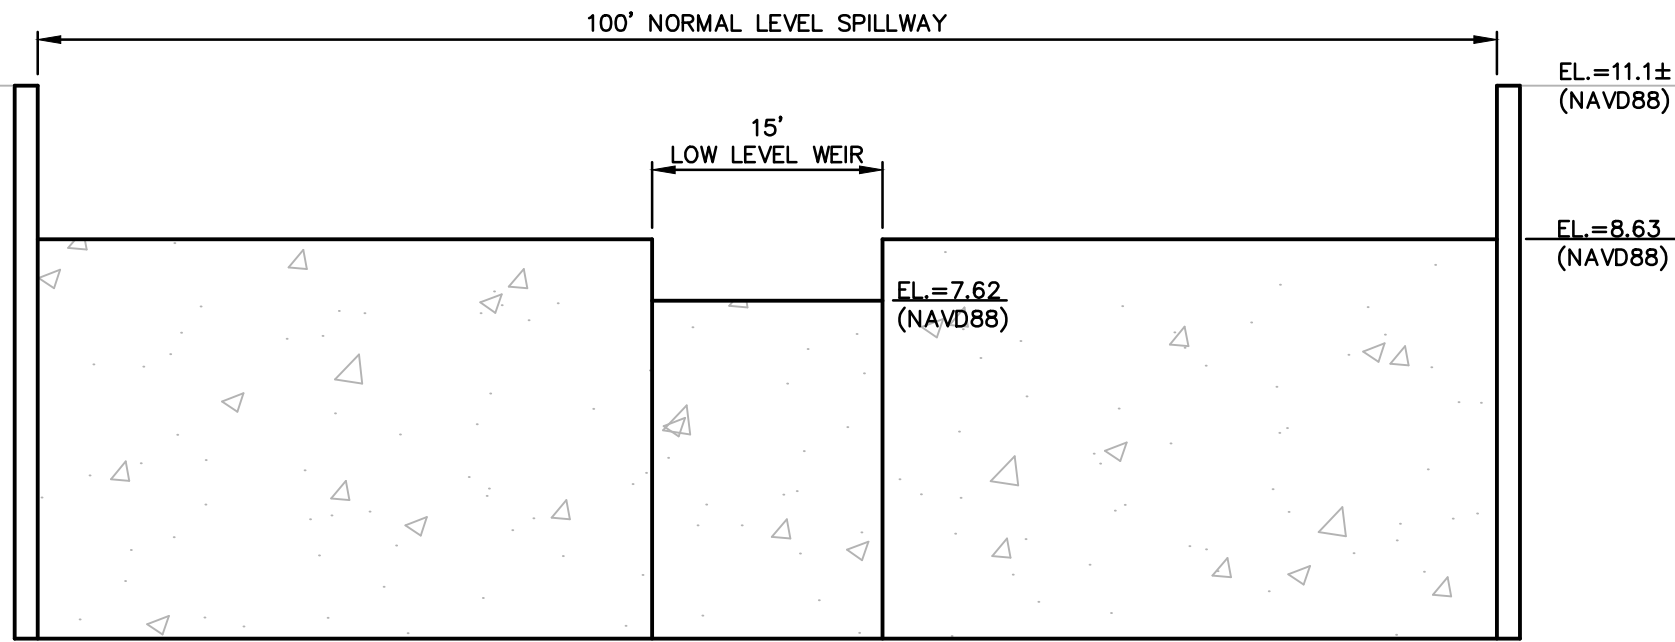 100' NORMAL LEVEL SPILLWAY
EL.=11.1±
(NAVD88)
15'
LOW LEVEL WEIR
EL.=8.63
(NAVD88)
EL.=7.62
(NAVD88)